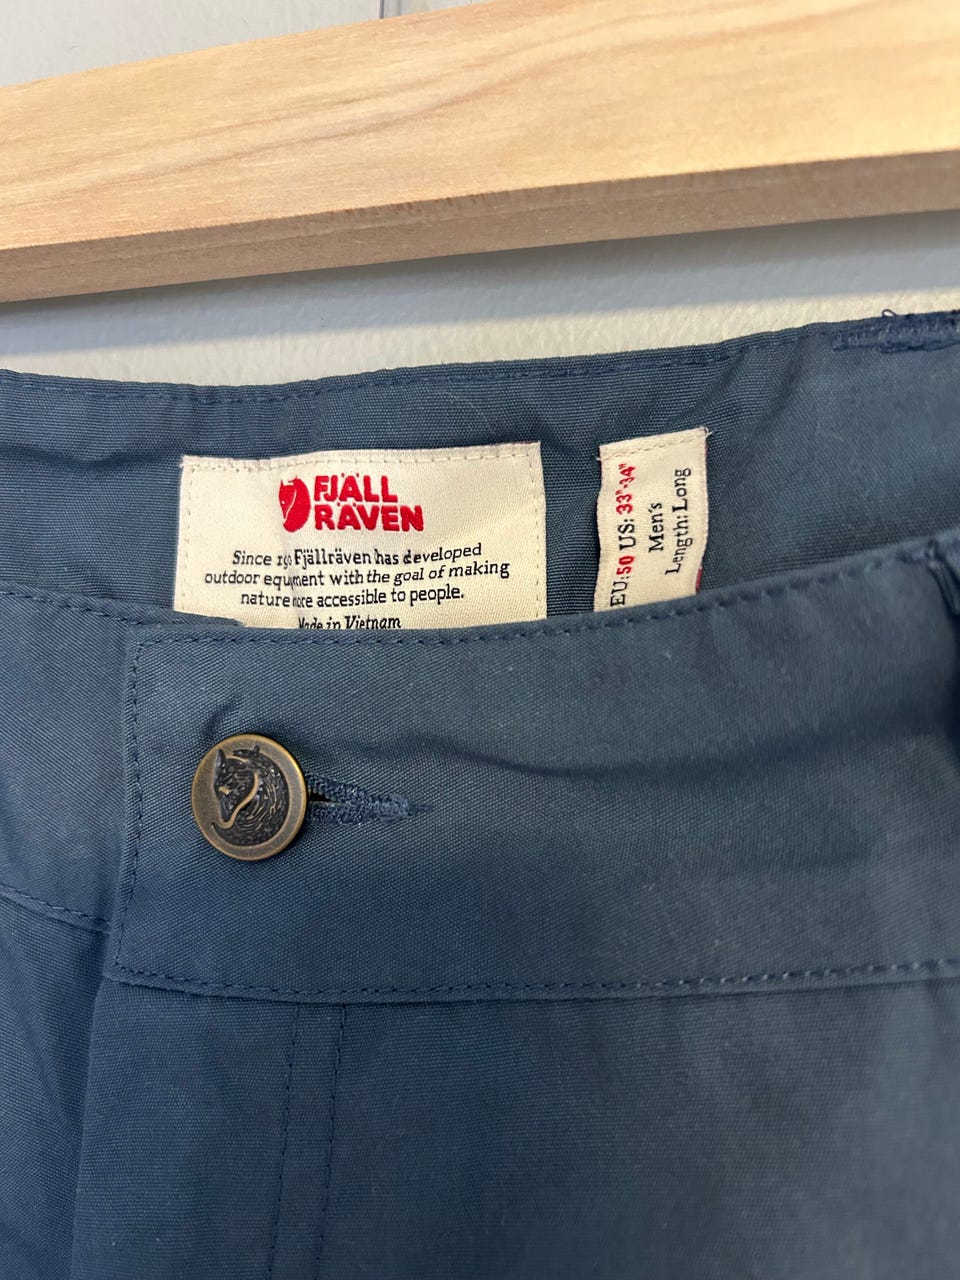 FJÄLL
RÄVEN
Since Fjällräven has developed
outdoor equipment with the goal of making
nature more accessible to people.
Made in Vietnam
EU:50 US: 33"-34"
Men's
Length: Long